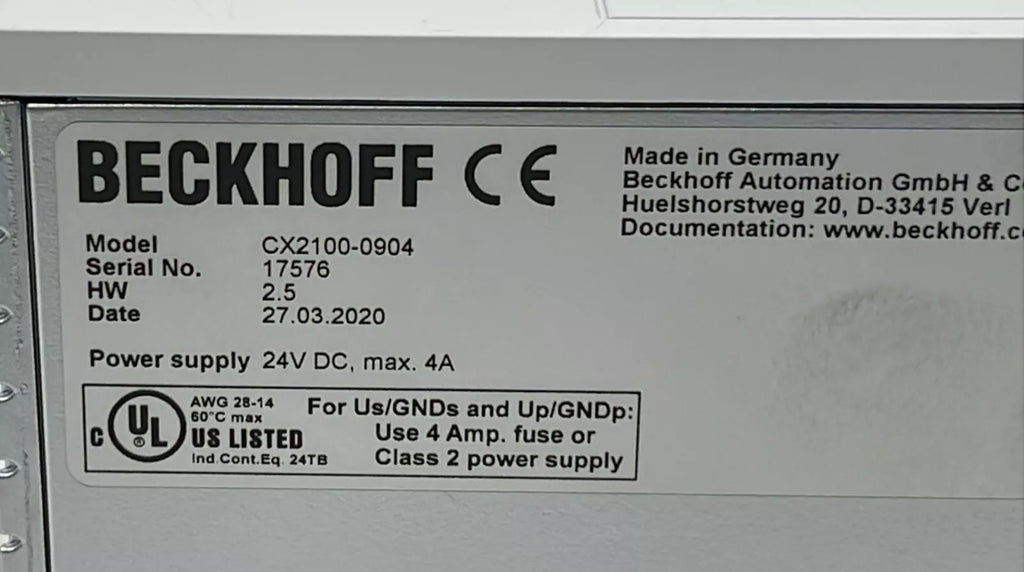 BECKHOFF CE
Model CX2100-0904
Serial No. 17576
HW 2.5
Date 27.03.2020
Power supply 24V DC, max. 4A
Made in Germany
Beckhoff Automation GmbH &
Huelshorstweg 20, D-33415 Verl
Documentation: www.beckhoff.c
C UL ® US LISTED
AWG 28-14
60°C max
Ind.Cont.Eq. 24TB
For Us/GNDs and Up/GNDp:
Use 4 Amp. fuse or
Class 2 power supply